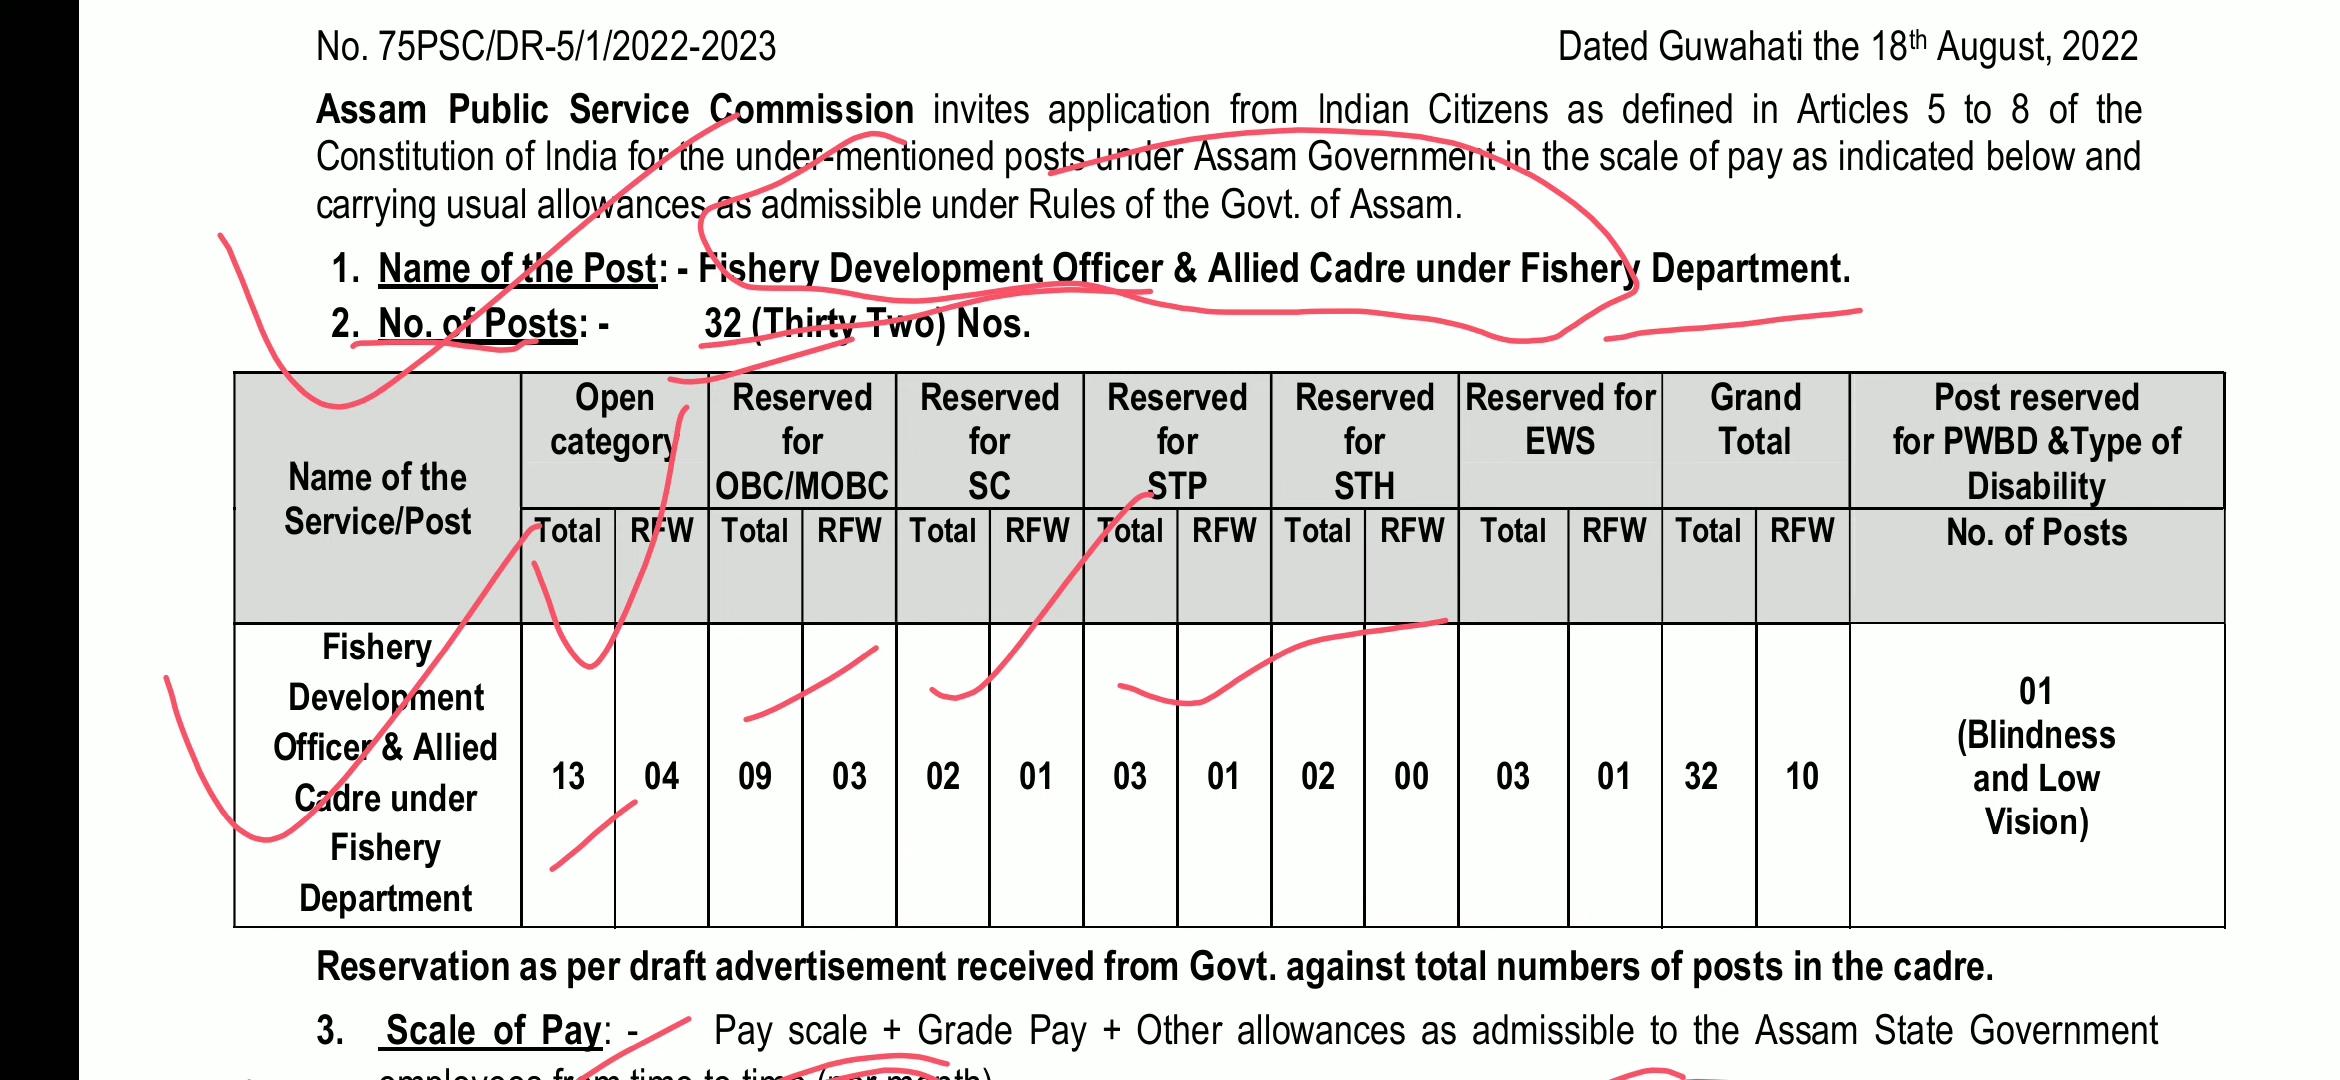 No. 75PSC/DR-5/1/2022-2023 Dated Guwahati the 18th August, 2022
Assam Public Service Commission invites application from Indian Citizens as defined in Articles 5 to 8 of the
Constitution of India for the under-mentioned posts under Assam Government in the scale of pay as indicated below and
carrying usual allowances as admissible under Rules of the Govt. of Assam.
1. Name of the Post: - Fishery Development Officer & Allied Cadre under Fishery Department.
2. No. of Posts: - 32 (Thirty Two) Nos.
Name of the Service/Post
Open category
Reserved for OBC/MOBC
Reserved for SC
Reserved for STP
Reserved for STH
Reserved for EWS
Grand Total
Post reserved for PWBD &Type of Disability
Total RFW Total RFW Total RFW Total RFW Total RFW Total RFW Total RFW No. of Posts
Fishery
Development
Officer & Allied
Cadre under
Fishery
Department
13 04 09 03 02 01 03 01 02 00 03 01 32 10
01
(Blindness
and Low
Vision)
Reservation as per draft advertisement received from Govt. against total numbers of posts in the cadre.
3. Scale of Pay: - Pay scale + Grade Pay + Other allowances as admissible to the Assam State Government
employees from time to time (per month)